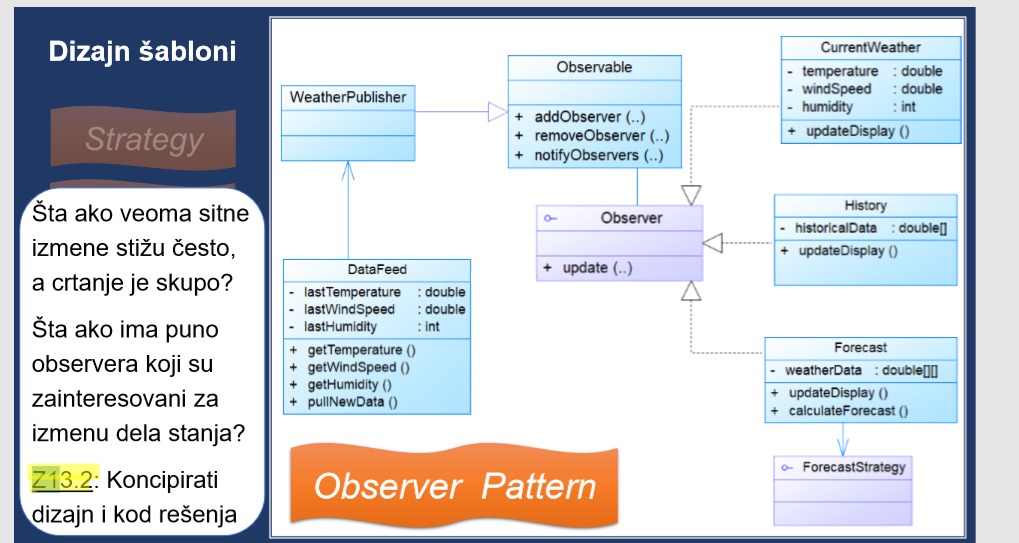 Dizajn šabloni
Strategy
Šta ako veoma sitne
izmene stižu često,
a crtanje je skupo?
Šta ako ima puno
observera koji su
zainteresovani za
izmenu dela stanja?
Z13.2: Koncipirati
dizajn i kod rešenja
WeatherPublisher
Observable
+ addObserver (..)
+ removeObserver (..)
+ notifyObservers (..)
CurrentWeather
- temperature : double
- windSpeed : double
- humidity : int
+ updateDisplay ()
Observer
+ update (..)
History
- historicalData : double[]
+ updateDisplay ()
DataFeed
- lastTemperature : double
- lastWindSpeed : double
- lastHumidity : int
+ getTemperature ()
+ getWindSpeed ()
+ getHumidity ()
+ pullNewData ()
Forecast
- weatherData : double[][]
+ updateDisplay ()
+ calculateForecast ()
ForecastStrategy
Observer Pattern